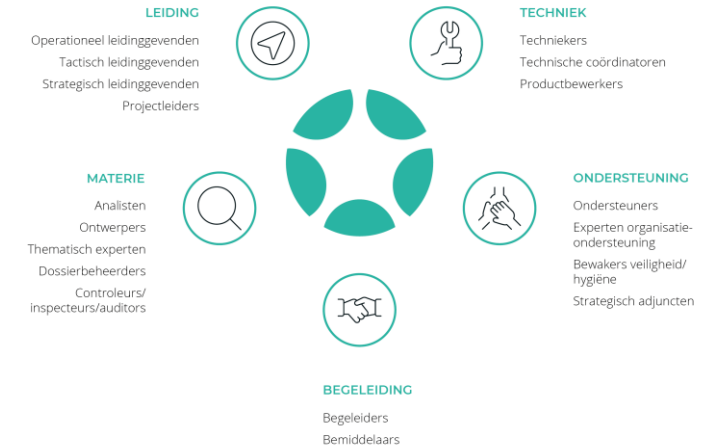 LEIDING
Operationeel leidinggevenden
Tactisch leidinggevenden
Strategisch leidinggevenden
Projectleiders
TECHNIEK
Techniekers
Technische coördinatoren
Productbewerkers
MATERIE
Analisten
Ontwerpers
Thematisch experten
Dossierbeheerders
Controleurs/
inspecteurs/auditors
ONDERSTEUNING
Ondersteuners
Experten organisatie-
ondersteuning
Bewakers veiligheid/
hygiëne
Strategisch adjuncten
BEGELEIDING
Begeleiders
Bemiddelaars